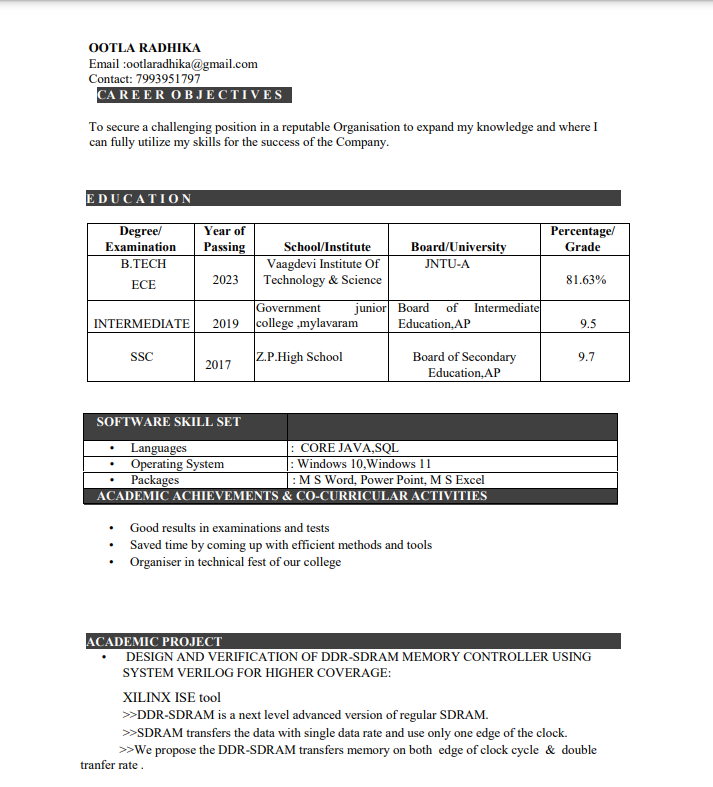 OOTLA RADHIKA
Email :ootlaradhika@gmail.com
Contact: 7993951797
CAREER OBJECTIVES
To secure a challenging position in a reputable Organisation to expand my knowledge and where I
can fully utilize my skills for the success of the Company.
EDUCATION
Degree/ Examination Year of Passing School/Institute Board/University Percentage/ Grade
B.TECH ECE 2023 Vaagdevi Institute Of Technology & Science JNTU-A 81.63%
INTERMEDIATE 2019 Government junior college ,mylavaram Board of Intermediate Education,AP 9.5
SSC 2017 Z.P.High School Board of Secondary Education,AP 9.7
SOFTWARE SKILL SET
• Languages : CORE JAVA,SQL
• Operating System : Windows 10,Windows 11
• Packages : M S Word, Power Point, M S Excel
ACADEMIC ACHIEVEMENTS & CO-CURRICULAR ACTIVITIES
• Good results in examinations and tests
• Saved time by coming up with efficient methods and tools
• Organiser in technical fest of our college
ACADEMIC PROJECT
• DESIGN AND VERIFICATION OF DDR-SDRAM MEMORY CONTROLLER USING
SYSTEM VERILOG FOR HIGHER COVERAGE:
XILINX ISE tool
>>DDR-SDRAM is a next level advanced version of regular SDRAM.
>>SDRAM transfers the data with single data rate and use only one edge of the clock.
>>We propose the DDR-SDRAM transfers memory on both edge of clock cycle & double
tranfer rate .